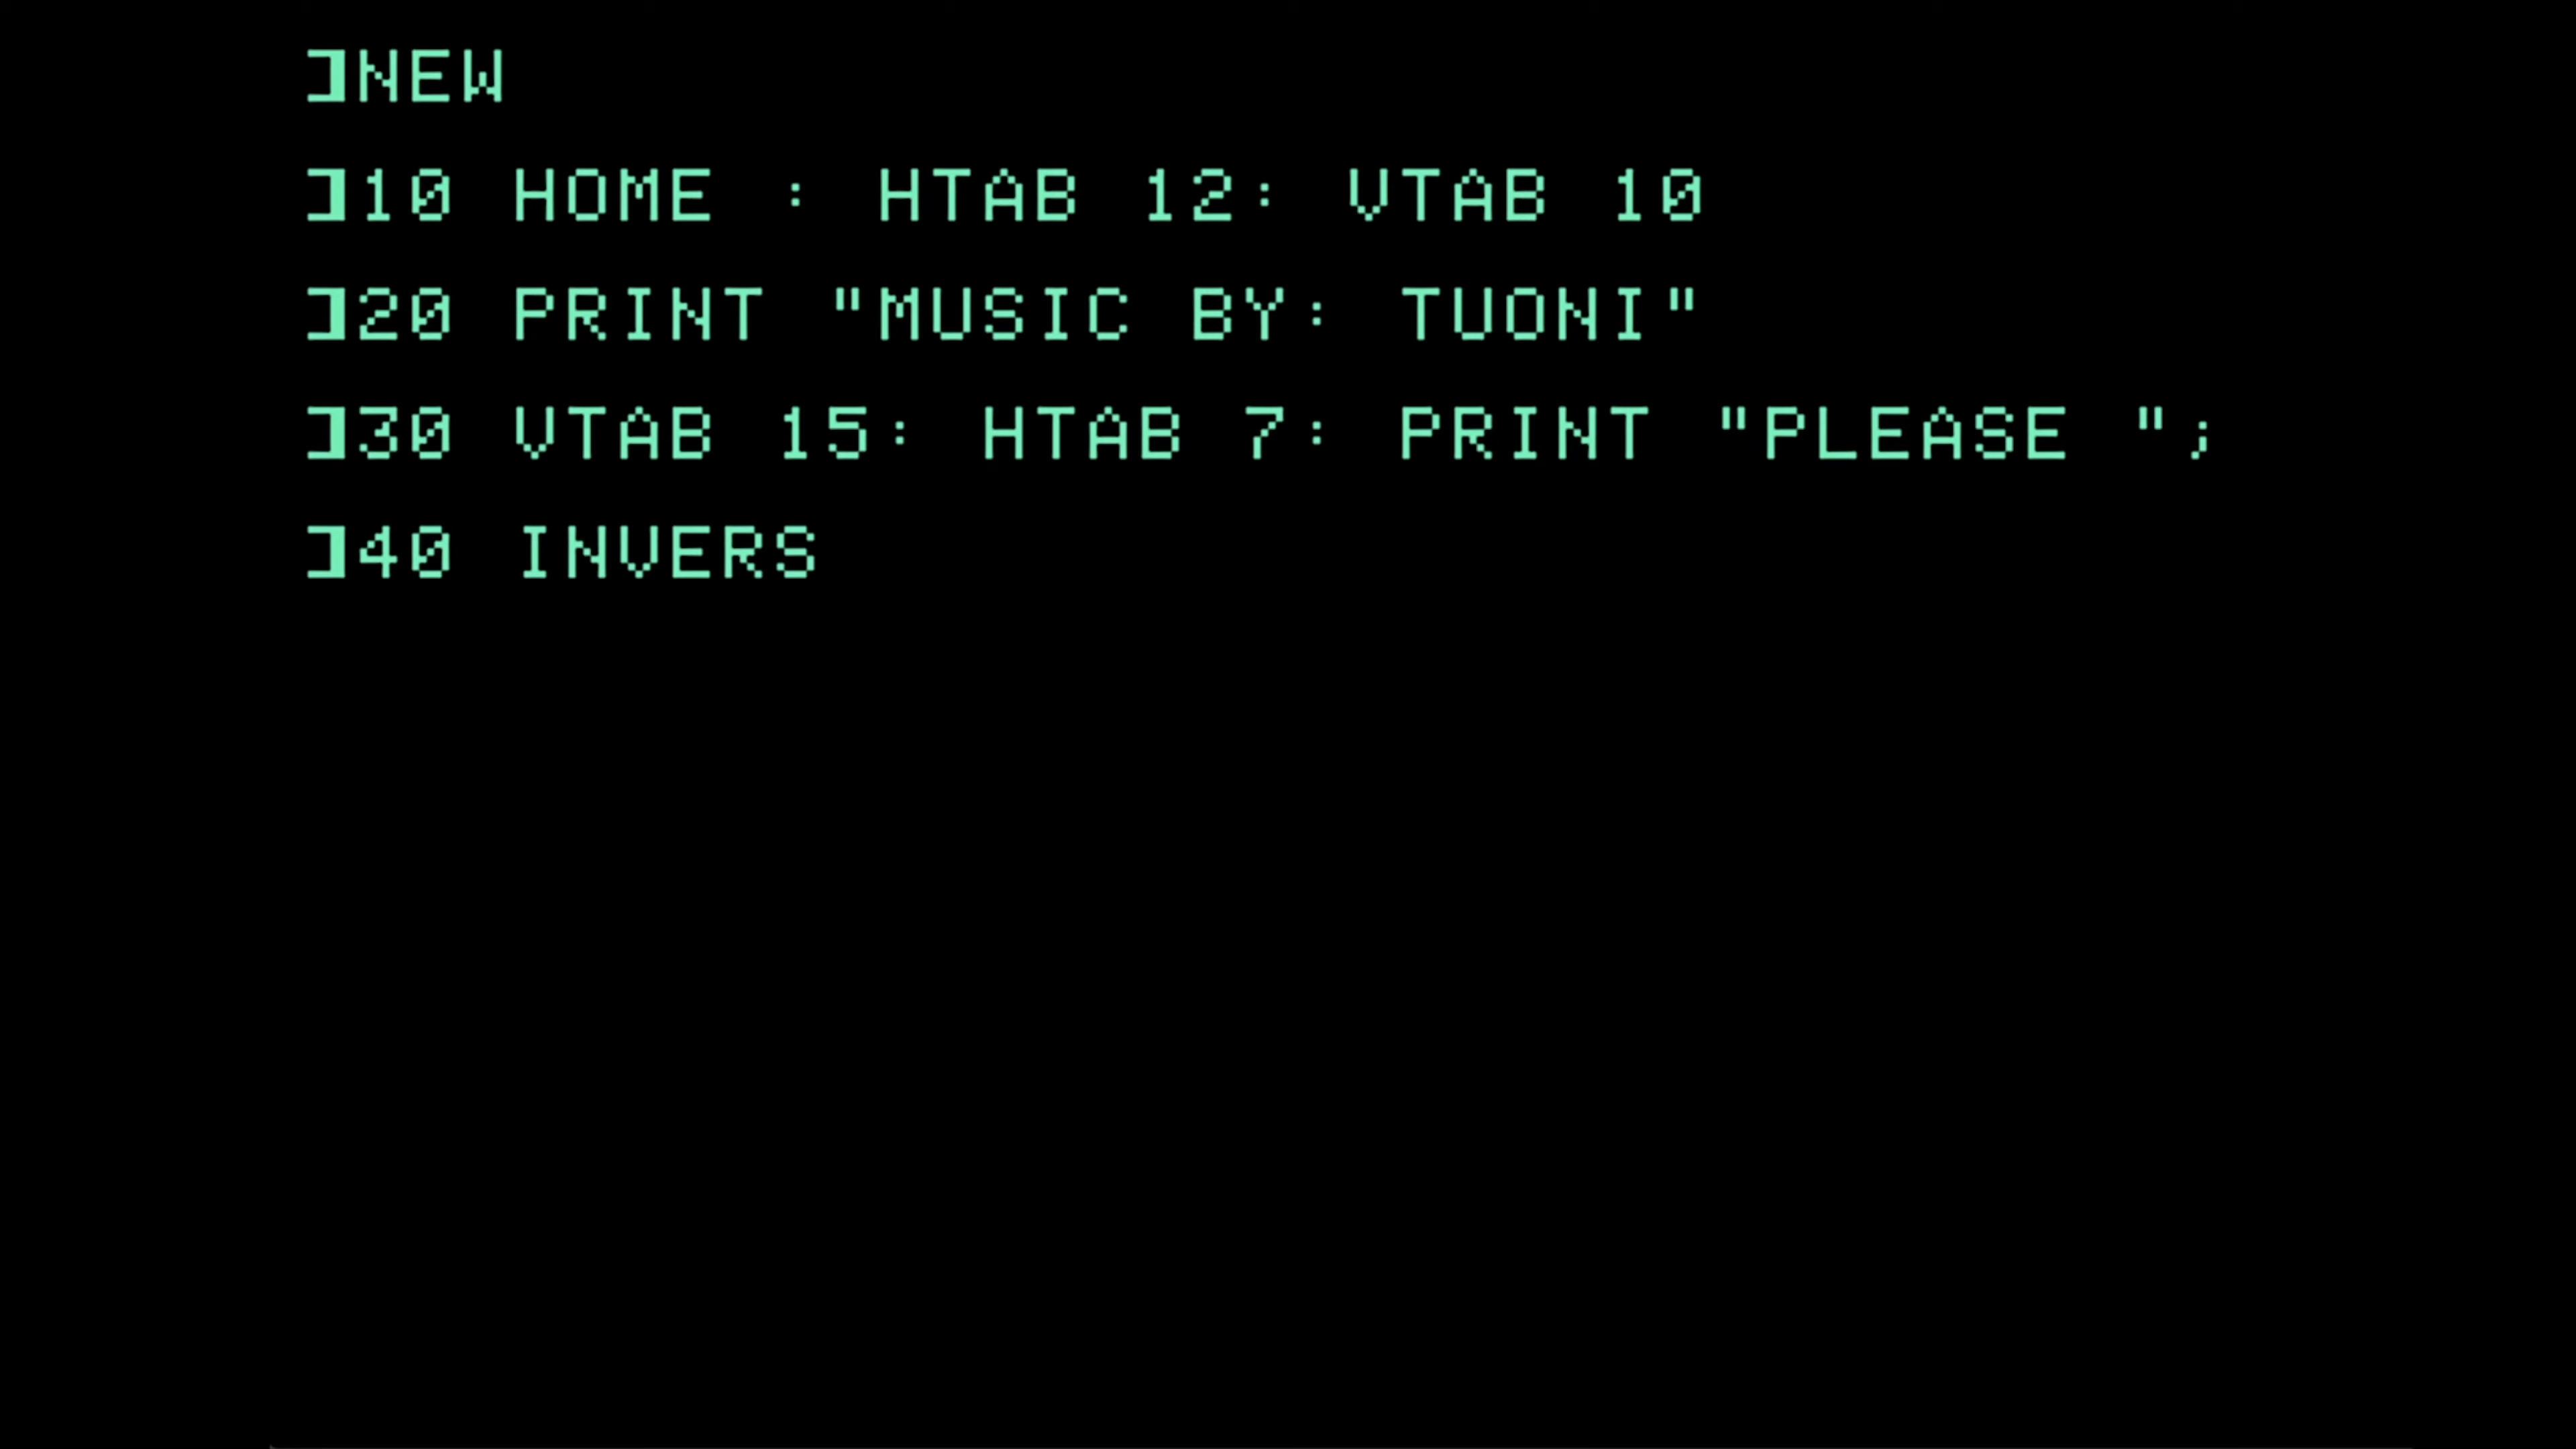 ]NEW
]10 HOME : HTAB 12: VTAB 10
]20 PRINT "MUSIC BY: TUONI"
]30 VTAB 15: HTAB 7: PRINT "PLEASE ";
]40 INVERS